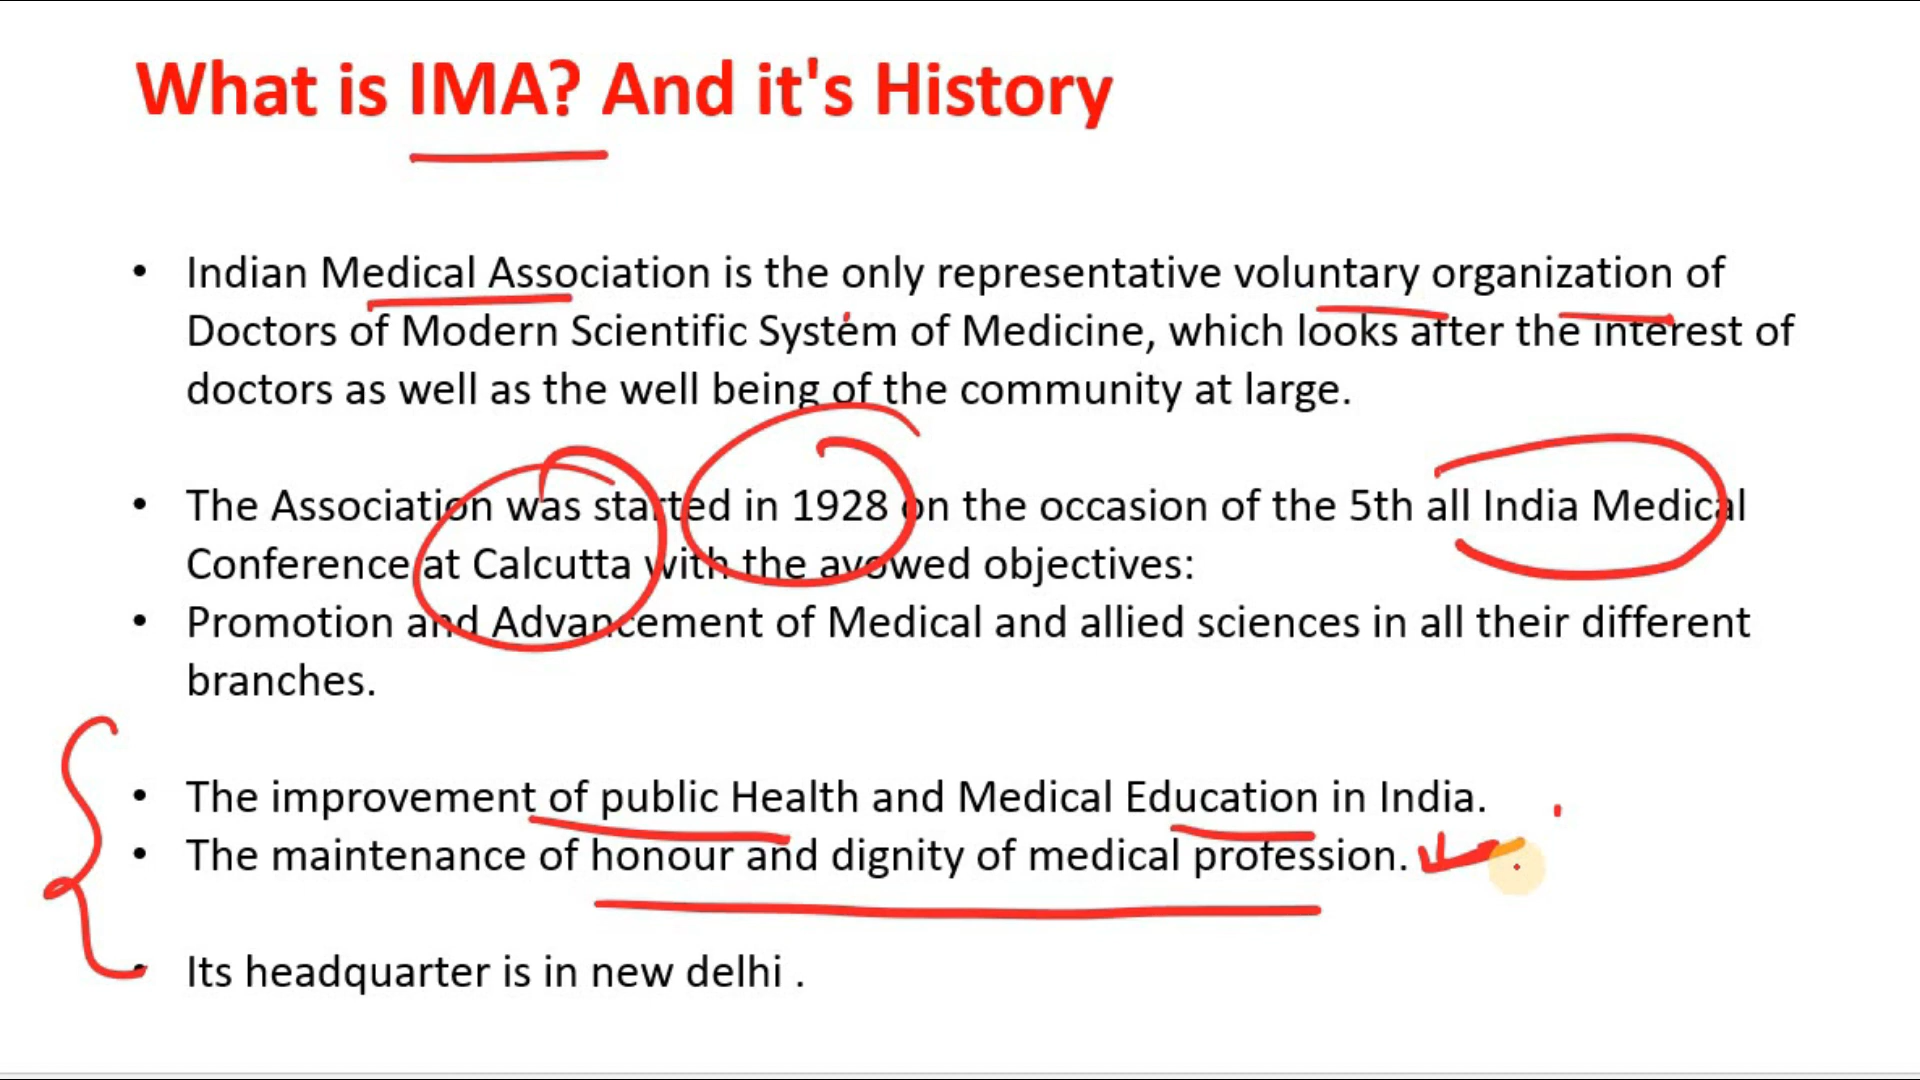 What is IMA? And it's History
• Indian Medical Association is the only representative voluntary organization of
Doctors of Modern Scientific System of Medicine, which looks after the interest of
doctors as well as the well being of the community at large.
• The Association was started in 1928 on the occasion of the 5th all India Medical
Conference at Calcutta with the avowed objectives:
• Promotion and Advancement of Medical and allied sciences in all their different
branches.
• The improvement of public Health and Medical Education in India.
• The maintenance of honour and dignity of medical profession.
• Its headquarter is in new delhi .